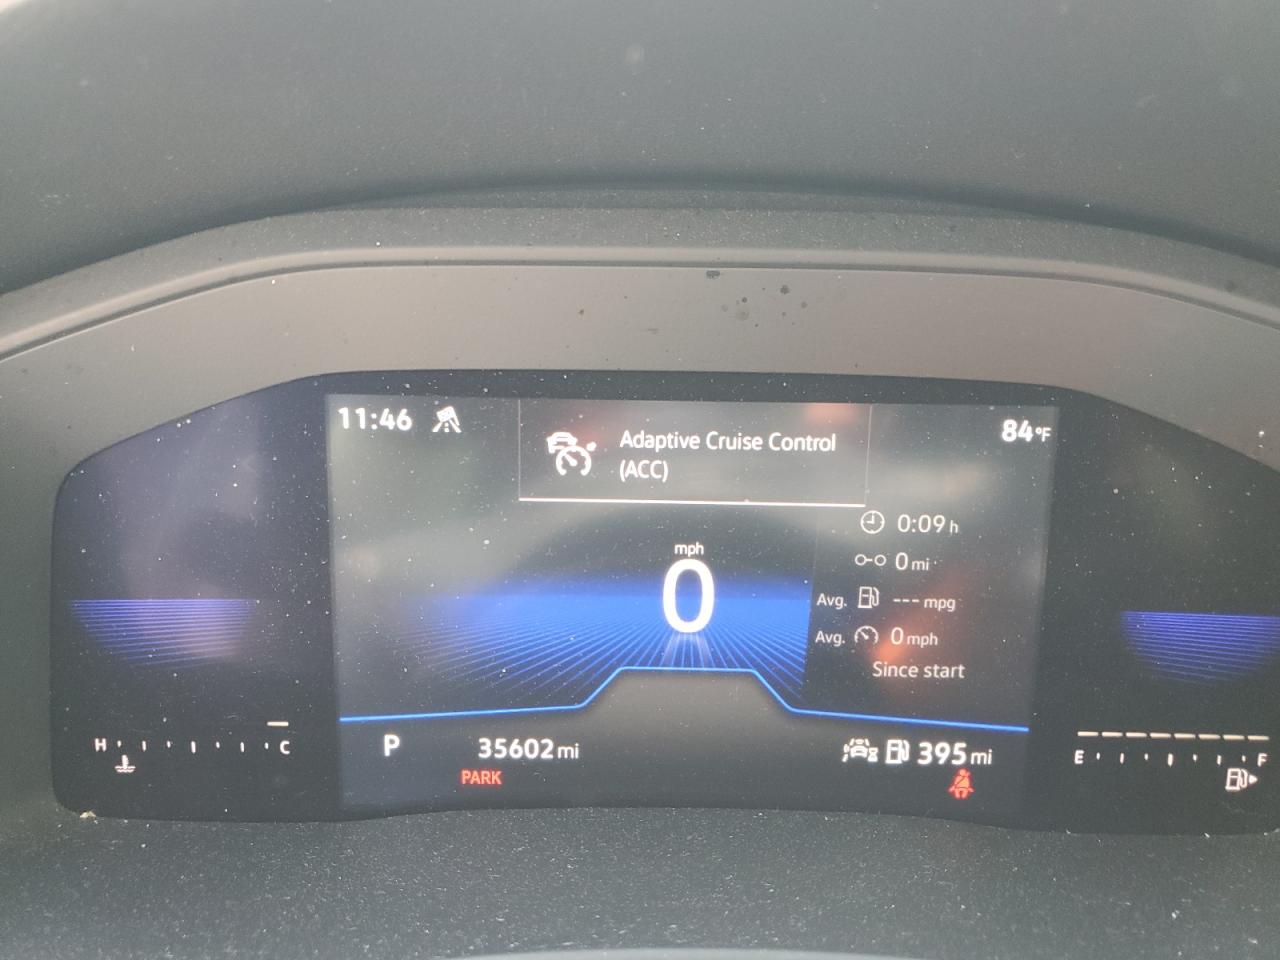 11:46
Adaptive Cruise Control
(ACC)
84°F
0:09 h
0 mi
mph
0
Avg. --- mpg
Avg. 0 mph
Since start
H C
P 35602 mi
395 mi
E F
PARK